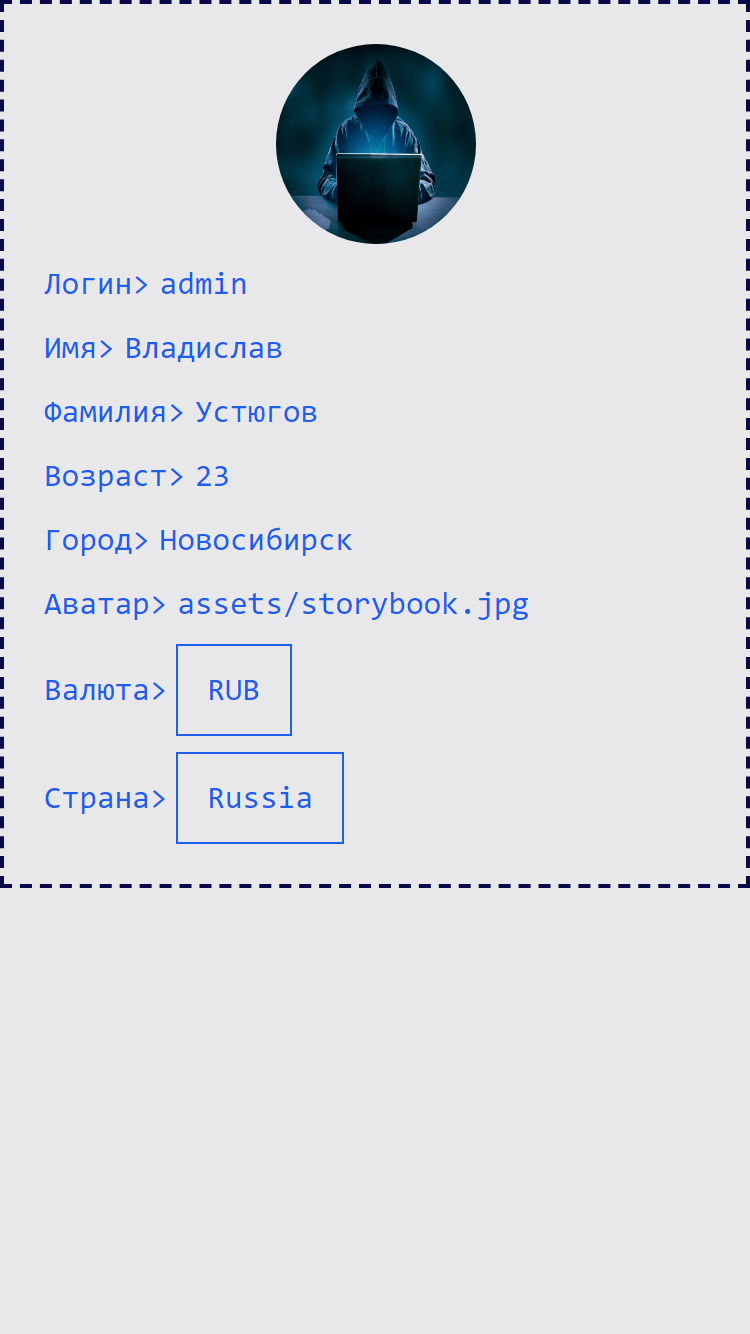 Логин> admin
Имя> Владислав
Фамилия> Устюгов
Возраст> 23
Город> Новосибирск
Аватар> assets/storybook.jpg
Валюта> RUB
Страна> Russia